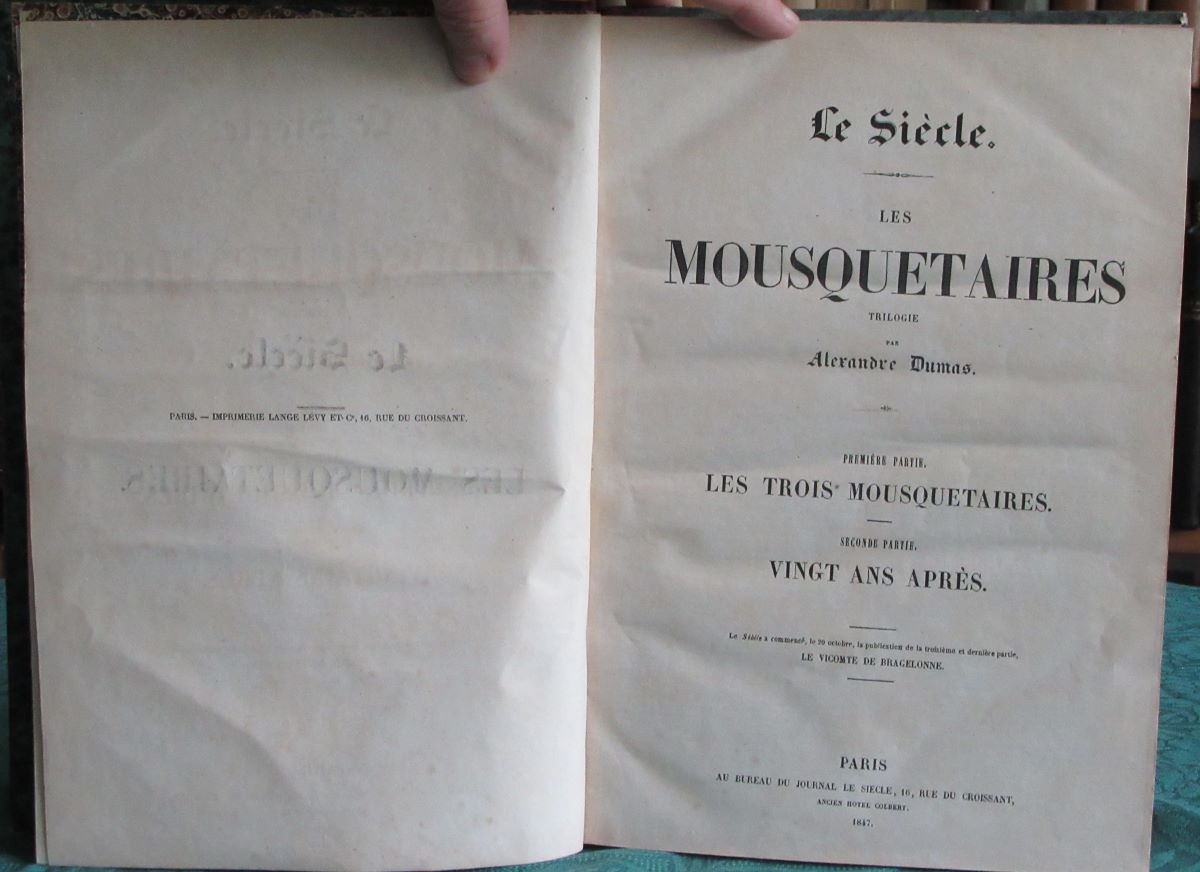 PARIS. — IMPRIMERIE LANGE LÉVY ET Cⁱᵉ, 16, RUE DU CROISSANT.
Le Siècle.
LES
MOUSQUETAIRES
TRILOGIE
PAR
Alexandre Dumas.
PREMIÈRE PARTIE.
LES TROIS MOUSQUETAIRES.
SECONDE PARTIE.
VINGT ANS APRÈS.
Le Siècle a commencé, le 20 octobre, la publication de la troisième et dernière partie,
LE VICOMTE DE BRAGELONNE.
PARIS
AU BUREAU DU JOURNAL LE SIECLE, 16, RUE DU CROISSANT,
ANCIEN HOTEL COLBERT.
1847.